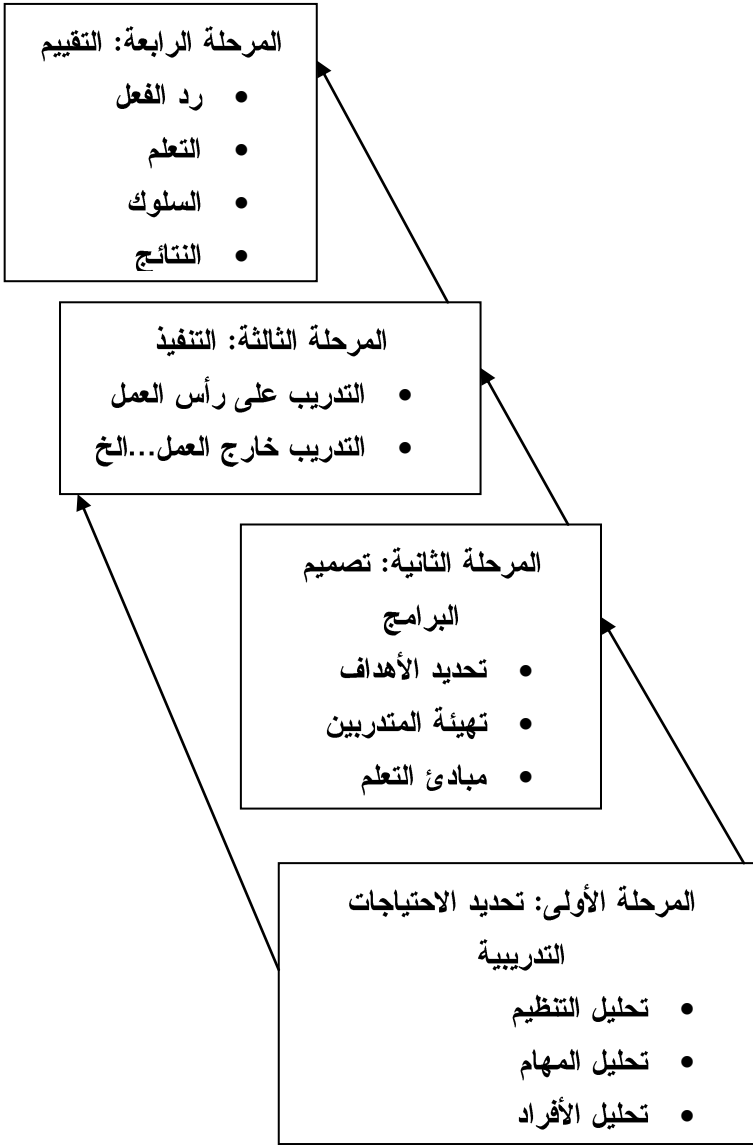 المرحلة الرابعة: التقييم
• رد الفعل
• التعلم
• السلوك
• النتائج
المرحلة الثالثة: التنفيذ
• التدريب على رأس العمل
• التدريب خارج العمل...الخ
المرحلة الثانية: تصميم
البرامج
• تحديد الأهداف
• تهيئة المتدربين
• مبادئ التعلم
المرحلة الأولى: تحديد الاحتياجات
التدريبية
• تحليل التنظيم
• تحليل المهام
• تحليل الأفراد